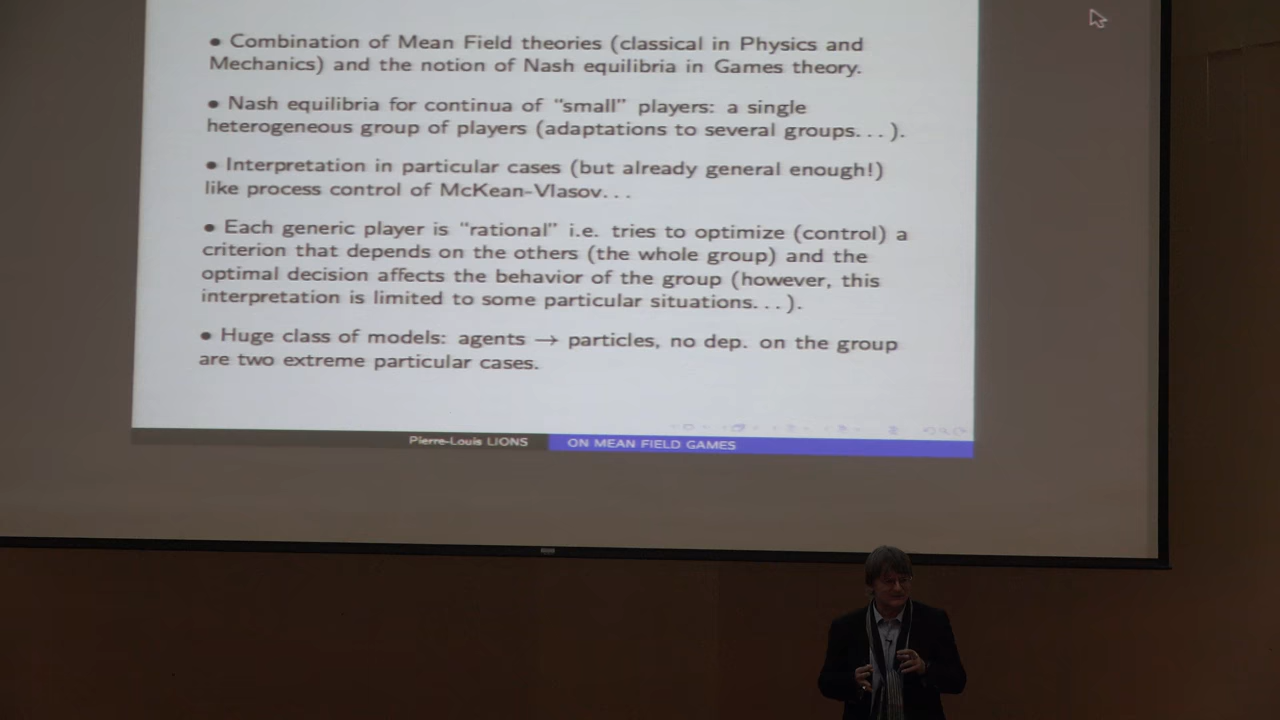 • Combination of Mean Field theories (classical in Physics and
Mechanics) and the notion of Nash equilibria in Games theory.
• Nash equilibria for continua of “small” players: a single
heterogeneous group of players (adaptations to several groups. . . ).
• Interpretation in particular cases (but already general enough!)
like process control of McKean-Vlasov. . .
• Each generic player is “rational” i.e. tries to optimize (control) a
criterion that depends on the others (the whole group) and the
optimal decision affects the behavior of the group (however, this
interpretation is limited to some particular situations. . . ).
• Huge class of models: agents → particles, no dep. on the group
are two extreme particular cases.
Pierre-Louis LIONS ON MEAN FIELD GAMES